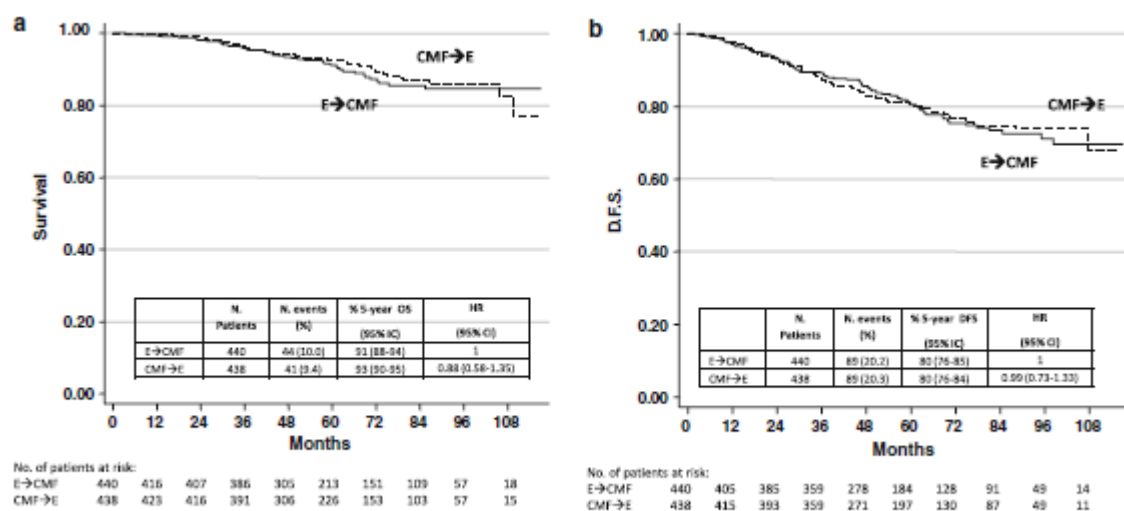 a
1.00
0.80
0.60
0.40
0.20
0.00
Survival
CMF→E
E→CMF
N. Patients N. events (%) % 5-year OS (95% IC) HR (95% CI)
E→CMF 440 44 (10.0) 91 (88-94) 1
CMF→E 438 41 (9.4) 93 (90-95) 0.88 (0.58-1.35)
0 12 24 36 48 60 72 84 96 108
Months
No. of patients at risk:
E→CMF 440 416 407 386 305 213 151 109 57 18
CMF→E 438 423 416 391 306 226 153 103 57 15
b
1.00
0.80
0.60
0.40
0.20
0.00
D.F.S.
CMF→E
E→CMF
N. Patients N. events (%) % 5-year DFS (95% IC) HR (95% CI)
E→CMF 440 89 (20.2) 80 (76-85) 1
CMF→E 438 89 (20.3) 80 (76-84) 0.99 (0.73-1.33)
0 12 24 36 48 60 72 84 96 108
Months
No. of patients at risk:
E→CMF 440 405 385 359 278 184 128 91 49 14
CMF→E 438 415 393 359 271 197 130 87 49 11